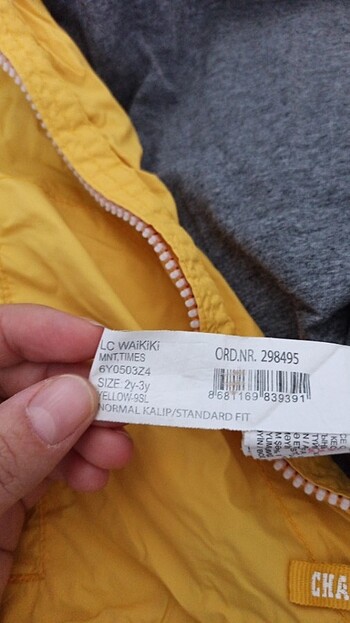 LC WAiKiKi
MNT,TIMES
6Y0503Z4
SIZE: 2y-3y
YELLOW-9SL
NORMAL KALIP/STANDARD FIT
ORD.NR. 298495
8 681169 839391
CHA